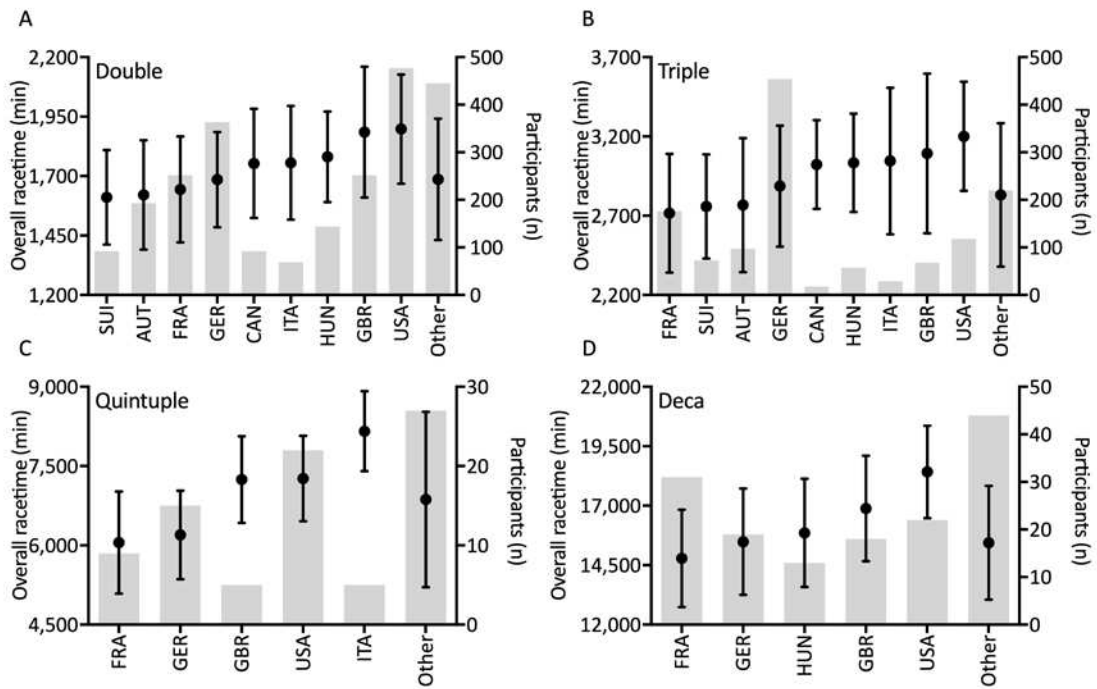 A
Double
Overall racetime (min)
2,200
1,950
1,700
1,450
1,200
500
400
300
200
100
0
Participants (n)
SUI
AUT
FRA
GER
CAN
ITA
HUN
GBR
USA
Other
B
Triple
Overall racetime (min)
3,700
3,200
2,700
2,200
500
400
300
200
100
0
Participants (n)
FRA
SUI
AUT
GER
CAN
HUN
ITA
GBR
USA
Other
C
Quintuple
Overall racetime (min)
9,000
7,500
6,000
4,500
30
20
10
0
Participants (n)
FRA
GER
GBR
USA
ITA
Other
D
Deca
Overall racetime (min)
22,000
19,500
17,000
14,500
12,000
50
40
30
20
10
0
Participants (n)
FRA
GER
HUN
GBR
USA
Other